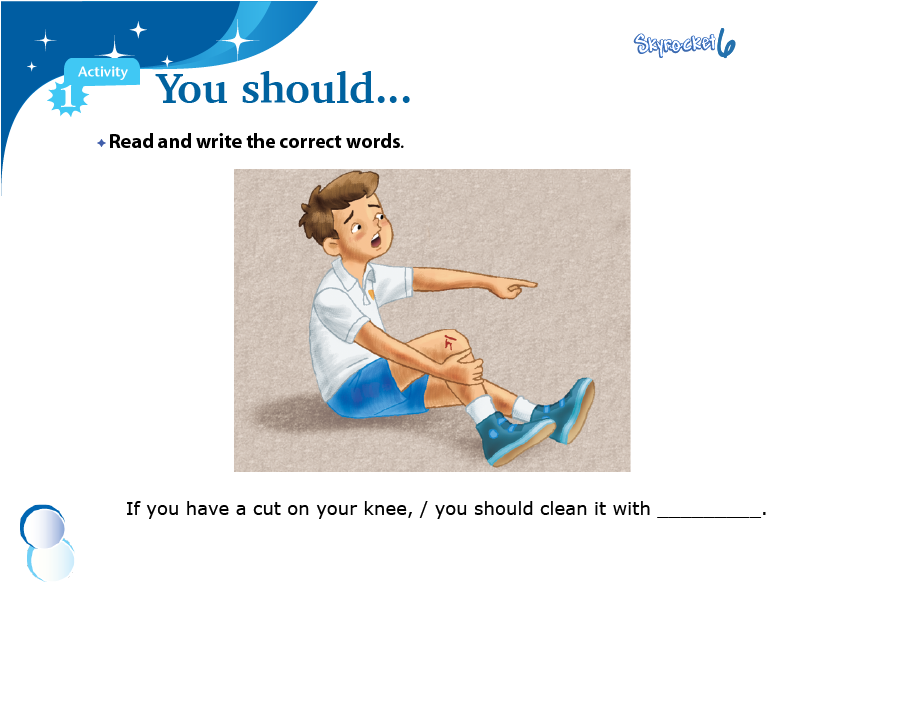 Skyrocket 6
Activity
1
You should...
Read and write the correct words.
If you have a cut on your knee, / you should clean it with _________.